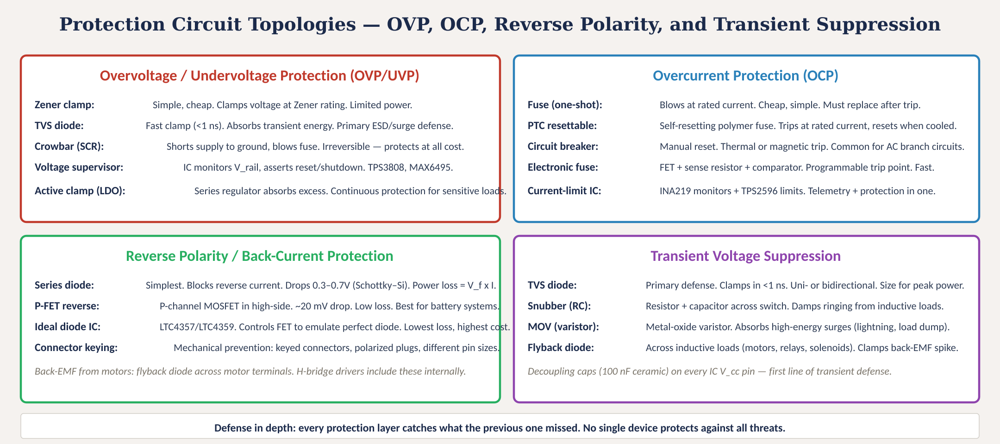 Protection Circuit Topologies — OVP, OCP, Reverse Polarity, and Transient Suppression
Overvoltage / Undervoltage Protection (OVP/UVP)
Zener clamp: Simple, cheap. Clamps voltage at Zener rating. Limited power.
TVS diode: Fast clamp (<1 ns). Absorbs transient energy. Primary ESD/surge defense.
Crowbar (SCR): Shorts supply to ground, blows fuse. Irreversible — protects at all cost.
Voltage supervisor: IC monitors V_rail, asserts reset/shutdown. TPS3808, MAX6495.
Active clamp (LDO): Series regulator absorbs excess. Continuous protection for sensitive loads.
Overcurrent Protection (OCP)
Fuse (one-shot): Blows at rated current. Cheap, simple. Must replace after trip.
PTC resettable: Self-resetting polymer fuse. Trips at rated current, resets when cooled.
Circuit breaker: Manual reset. Thermal or magnetic trip. Common for AC branch circuits.
Electronic fuse: FET + sense resistor + comparator. Programmable trip point. Fast.
Current-limit IC: INA219 monitors + TPS2596 limits. Telemetry + protection in one.
Reverse Polarity / Back-Current Protection
Series diode: Simplest. Blocks reverse current. Drops 0.3–0.7V (Schottky–Si). Power loss = V_f x I.
P-FET reverse: P-channel MOSFET in high-side. ~20 mV drop. Low loss. Best for battery systems.
Ideal diode IC: LTC4357/LTC4359. Controls FET to emulate perfect diode. Lowest loss, highest cost.
Connector keying: Mechanical prevention: keyed connectors, polarized plugs, different pin sizes.
Back-EMF from motors: flyback diode across motor terminals. H-bridge drivers include these internally.
Transient Voltage Suppression
TVS diode: Primary defense. Clamps in <1 ns. Uni- or bidirectional. Size for peak power.
Snubber (RC): Resistor + capacitor across switch. Damps ringing from inductive loads.
MOV (varistor): Metal-oxide varistor. Absorbs high-energy surges (lightning, load dump).
Flyback diode: Across inductive loads (motors, relays, solenoids). Clamps back-EMF spike.
Decoupling caps (100 nF ceramic) on every IC V_cc pin — first line of transient defense.
Defense in depth: every protection layer catches what the previous one missed. No single device protects against all threats.